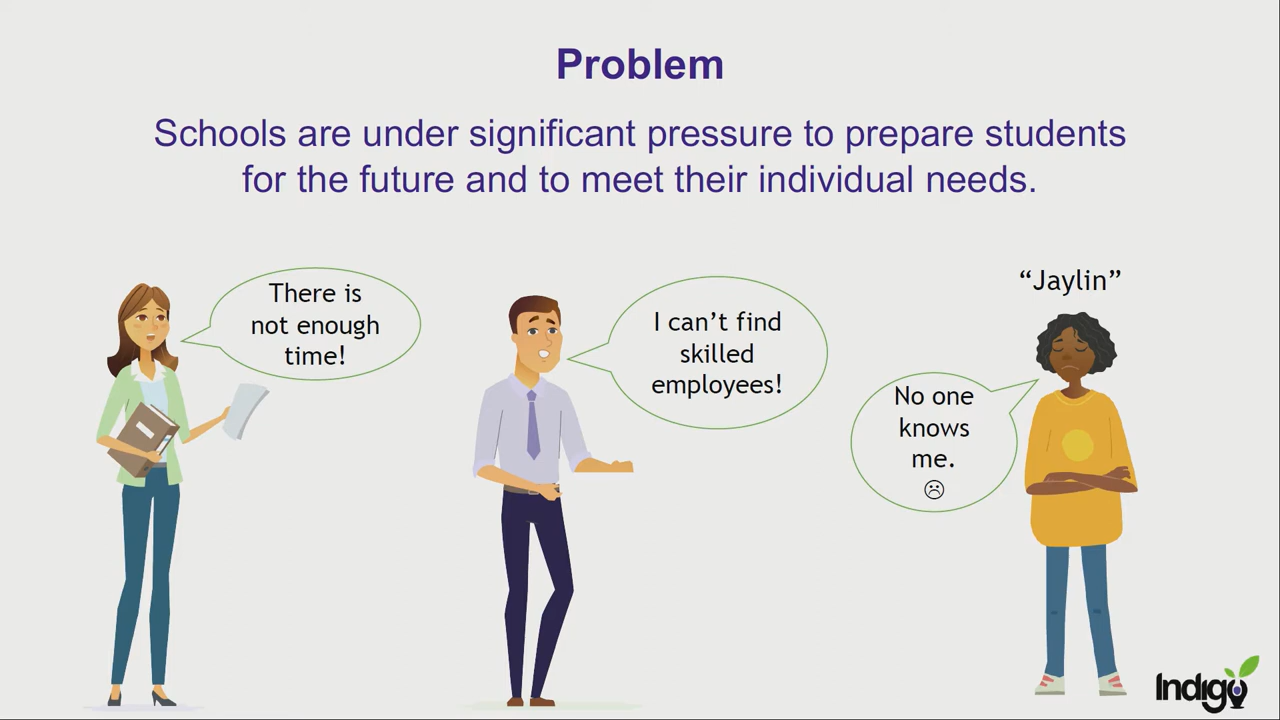 Problem
Schools are under significant pressure to prepare students
for the future and to meet their individual needs.
There is
not enough
time!
I can’t find
skilled
employees!
“Jaylin”
No one
knows
me.
☹
Indigo